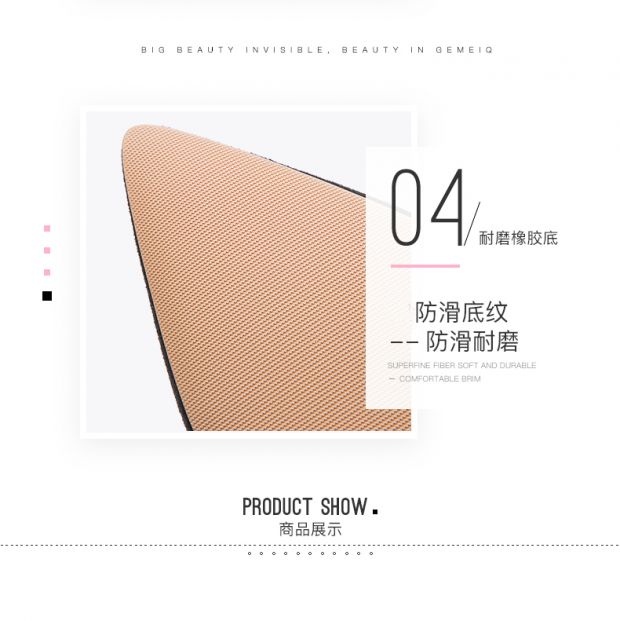 BIG BEAUTY INVISIBLE, BEAUTY IN GEMEIQ
04/
耐磨橡胶底
防滑底纹
-- 防滑耐磨
SUPERFINE FIBER SOFT AND DURABLE
— COMFORTABLE BRIM
PRODUCT SHOW.
商品展示